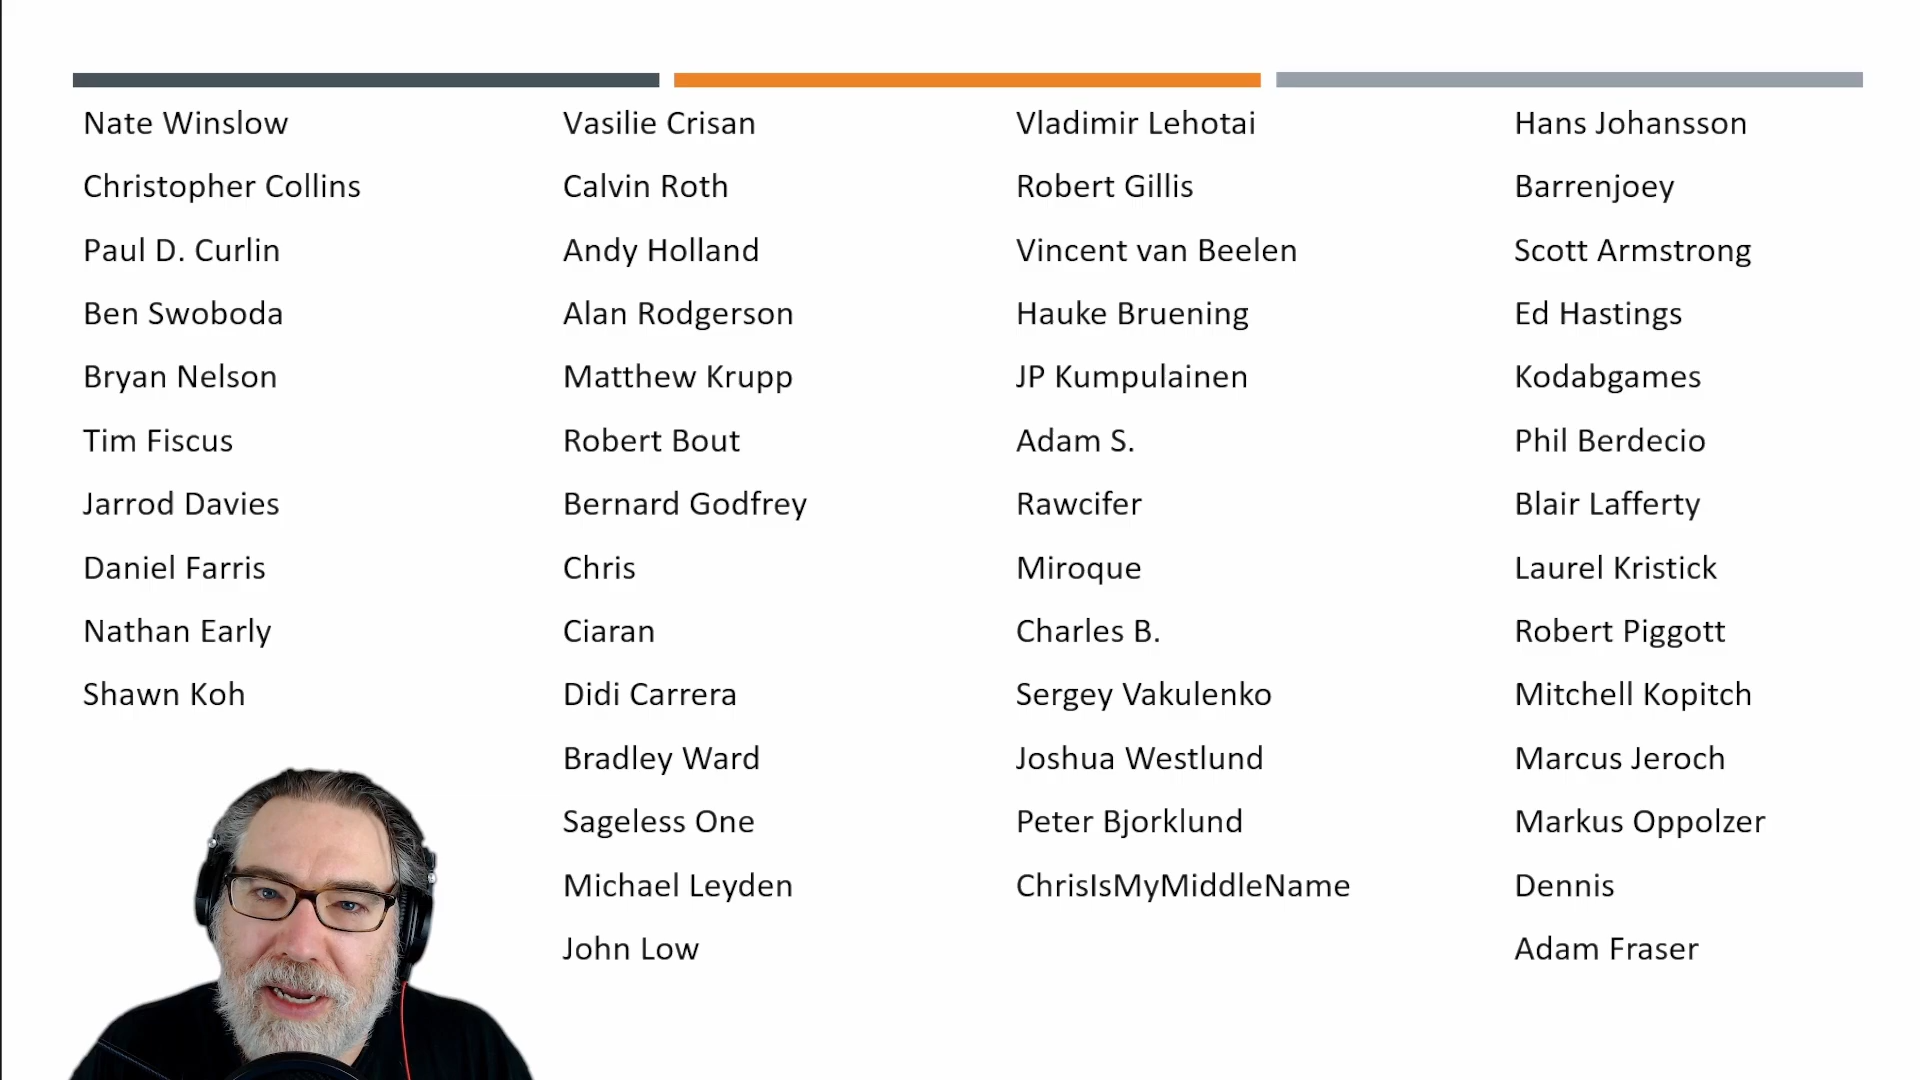 Nate Winslow
Christopher Collins
Paul D. Curlin
Ben Swoboda
Bryan Nelson
Tim Fiscus
Jarrod Davies
Daniel Farris
Nathan Early
Shawn Koh
Vasilie Crisan
Calvin Roth
Andy Holland
Alan Rodgerson
Matthew Krupp
Robert Bout
Bernard Godfrey
Chris
Ciaran
Didi Carrera
Bradley Ward
Sageless One
Michael Leyden
John Low
Vladimir Lehotai
Robert Gillis
Vincent van Beelen
Hauke Bruening
JP Kumpulainen
Adam S.
Rawcifer
Miroque
Charles B.
Sergey Vakulenko
Joshua Westlund
Peter Bjorklund
ChrisIsMyMiddleName
Hans Johansson
Barrenjoey
Scott Armstrong
Ed Hastings
Kodabgames
Phil Berdecio
Blair Lafferty
Laurel Kristick
Robert Piggott
Mitchell Kopitch
Marcus Jeroch
Markus Oppolzer
Dennis
Adam Fraser